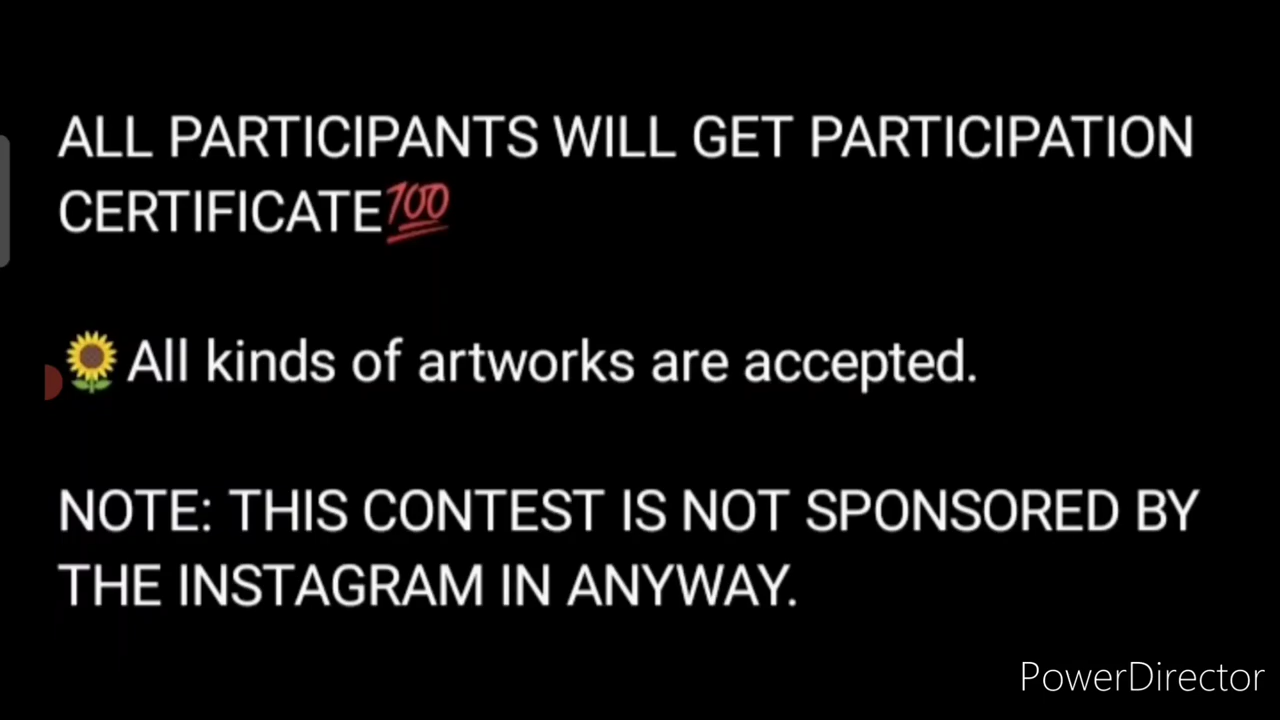 ALL PARTICIPANTS WILL GET PARTICIPATION
CERTIFICATE💯
🌻All kinds of artworks are accepted.
NOTE: THIS CONTEST IS NOT SPONSORED BY
THE INSTAGRAM IN ANYWAY.
PowerDirector